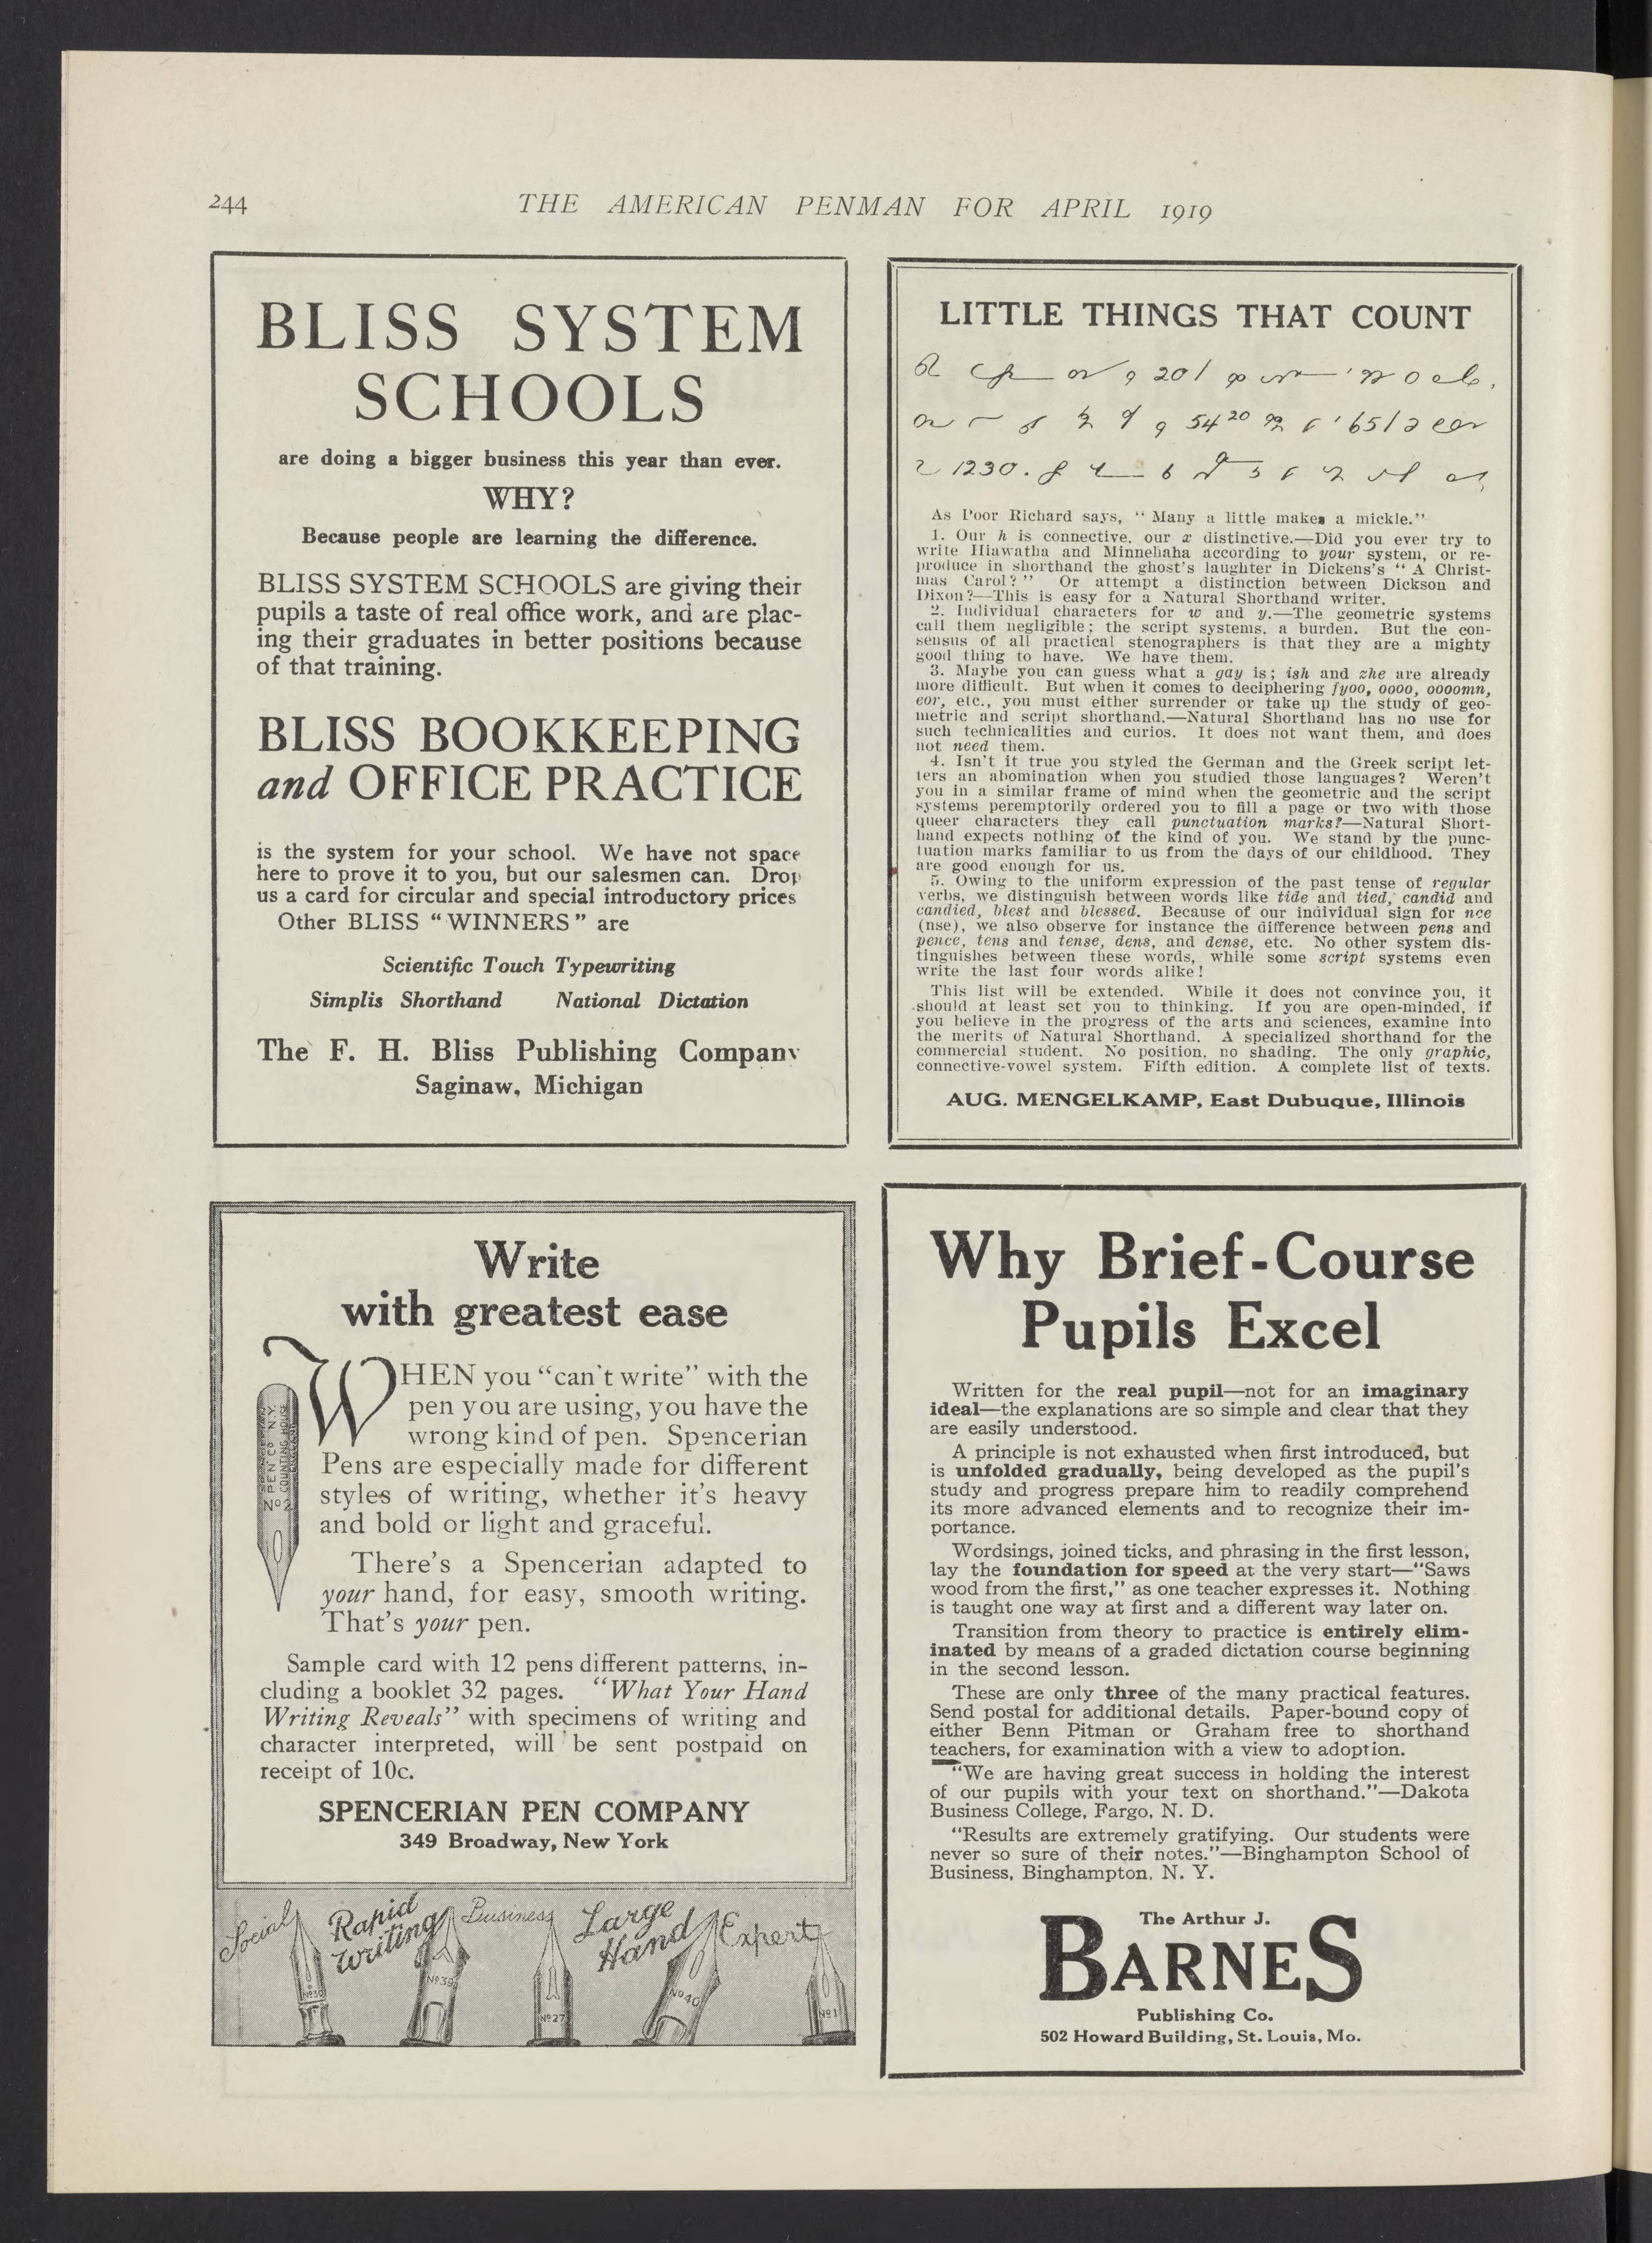 244
THE AMERICAN PENMAN FOR APRIL 1919
BLISS SYSTEM
SCHOOLS
are doing a bigger business this year than ever.
WHY?
Because people are learning the difference.
BLISS SYSTEM SCHOOLS are giving their
pupils a taste of real office work, and are plac-
ing their graduates in better positions because
of that training.
BLISS BOOKKEEPING
and OFFICE PRACTICE
is the system for your school. We have not space
here to prove it to you, but our salesmen can. Drop
us a card for circular and special introductory prices
Other BLISS “WINNERS” are
Scientific Touch Typewriting
Simplis Shorthand National Dictation
The F. H. Bliss Publishing Company
Saginaw, Michigan
LITTLE THINGS THAT COUNT
As Poor Richard says, “Many a little makes a mickle.”
1. Our h is connective, our x distinctive.—Did you ever try to
write Hiawatha and Minnehaha according to your system, or re-
produce in shorthand the ghost's laughter in Dickens's “A Christ-
mas Carol?” Or attempt a distinction between Dickson and
Dixon?—This is easy for a Natural Shorthand writer.
2. Individual characters for w and y.—The geometric systems
call them negligible; the script systems, a burden. But the con-
sensus of all practical stenographers is that they are a mighty
good thing to have. We have them.
3. Maybe you can guess what a gay is; ish and zhe are already
more difficult. But when it comes to deciphering fyoo, oooo, oooomn,
eor, etc., you must either surrender or take up the study of geo-
metric and script shorthand.—Natural Shorthand has no use for
such technicalities and curios. It does not want them, and does
not need them.
4. Isn't it true you styled the German and the Greek script let-
ters an abomination when you studied those languages? Weren't
you in a similar frame of mind when the geometric and the script
systems peremptorily ordered you to fill a page or two with those
queer characters they call punctuation marks?—Natural Short-
hand expects nothing of the kind of you. We stand by the punc-
tuation marks familiar to us from the days of our childhood. They
are good enough for us.
5. Owing to the uniform expression of the past tense of regular
verbs, we distinguish between words like tide and tied, candid and
candied, blest and blessed. Because of our individual sign for nce
(nse), we also observe for instance the difference between pens and
pence, tens and tense, dens, and dense, etc. No other system dis-
tinguishes between these words, while some script systems even
write the last four words alike!
This list will be extended. While it does not convince you, it
should at least set you to thinking. If you are open-minded, if
you believe in the progress of the arts and sciences, examine into
the merits of Natural Shorthand. A specialized shorthand for the
commercial student. No position, no shading. The only graphic,
connective-vowel system. Fifth edition. A complete list of texts.
AUG. MENGELKAMP, East Dubuque, Illinois
Write
with greatest ease
WHEN you “can't write” with the
pen you are using, you have the
wrong kind of pen. Spencerian
Pens are especially made for different
styles of writing, whether it's heavy
and bold or light and graceful.
There's a Spencerian adapted to
your hand, for easy, smooth writing.
That's your pen.
Sample card with 12 pens different patterns, in-
cluding a booklet 32 pages. “What Your Hand
Writing Reveals” with specimens of writing and
character interpreted, will be sent postpaid on
receipt of 10c.
SPENCERIAN PEN COMPANY
349 Broadway, New York
PEN Co. N.Y.
COUNTING HOUSE
No 2
Social
Rapid
Writing
Business
Large
Hand
Expert
No 30
No 39
No 27
No 40
No 1
Why Brief-Course
Pupils Excel
Written for the real pupil—not for an imaginary
ideal—the explanations are so simple and clear that they
are easily understood.
A principle is not exhausted when first introduced, but
is unfolded gradually, being developed as the pupil's
study and progress prepare him to readily comprehend
its more advanced elements and to recognize their im-
portance.
Wordsings, joined ticks, and phrasing in the first lesson,
lay the foundation for speed at the very start—“Saws
wood from the first,” as one teacher expresses it. Nothing
is taught one way at first and a different way later on.
Transition from theory to practice is entirely elim-
inated by means of a graded dictation course beginning
in the second lesson.
These are only three of the many practical features.
Send postal for additional details. Paper-bound copy of
either Benn Pitman or Graham free to shorthand
teachers, for examination with a view to adoption.
“We are having great success in holding the interest
of our pupils with your text on shorthand.”—Dakota
Business College, Fargo, N. D.
“Results are extremely gratifying. Our students were
never so sure of their notes.”—Binghampton School of
Business, Binghampton, N. Y.
The Arthur J.
BARNES
Publishing Co.
502 Howard Building, St. Louis, Mo.